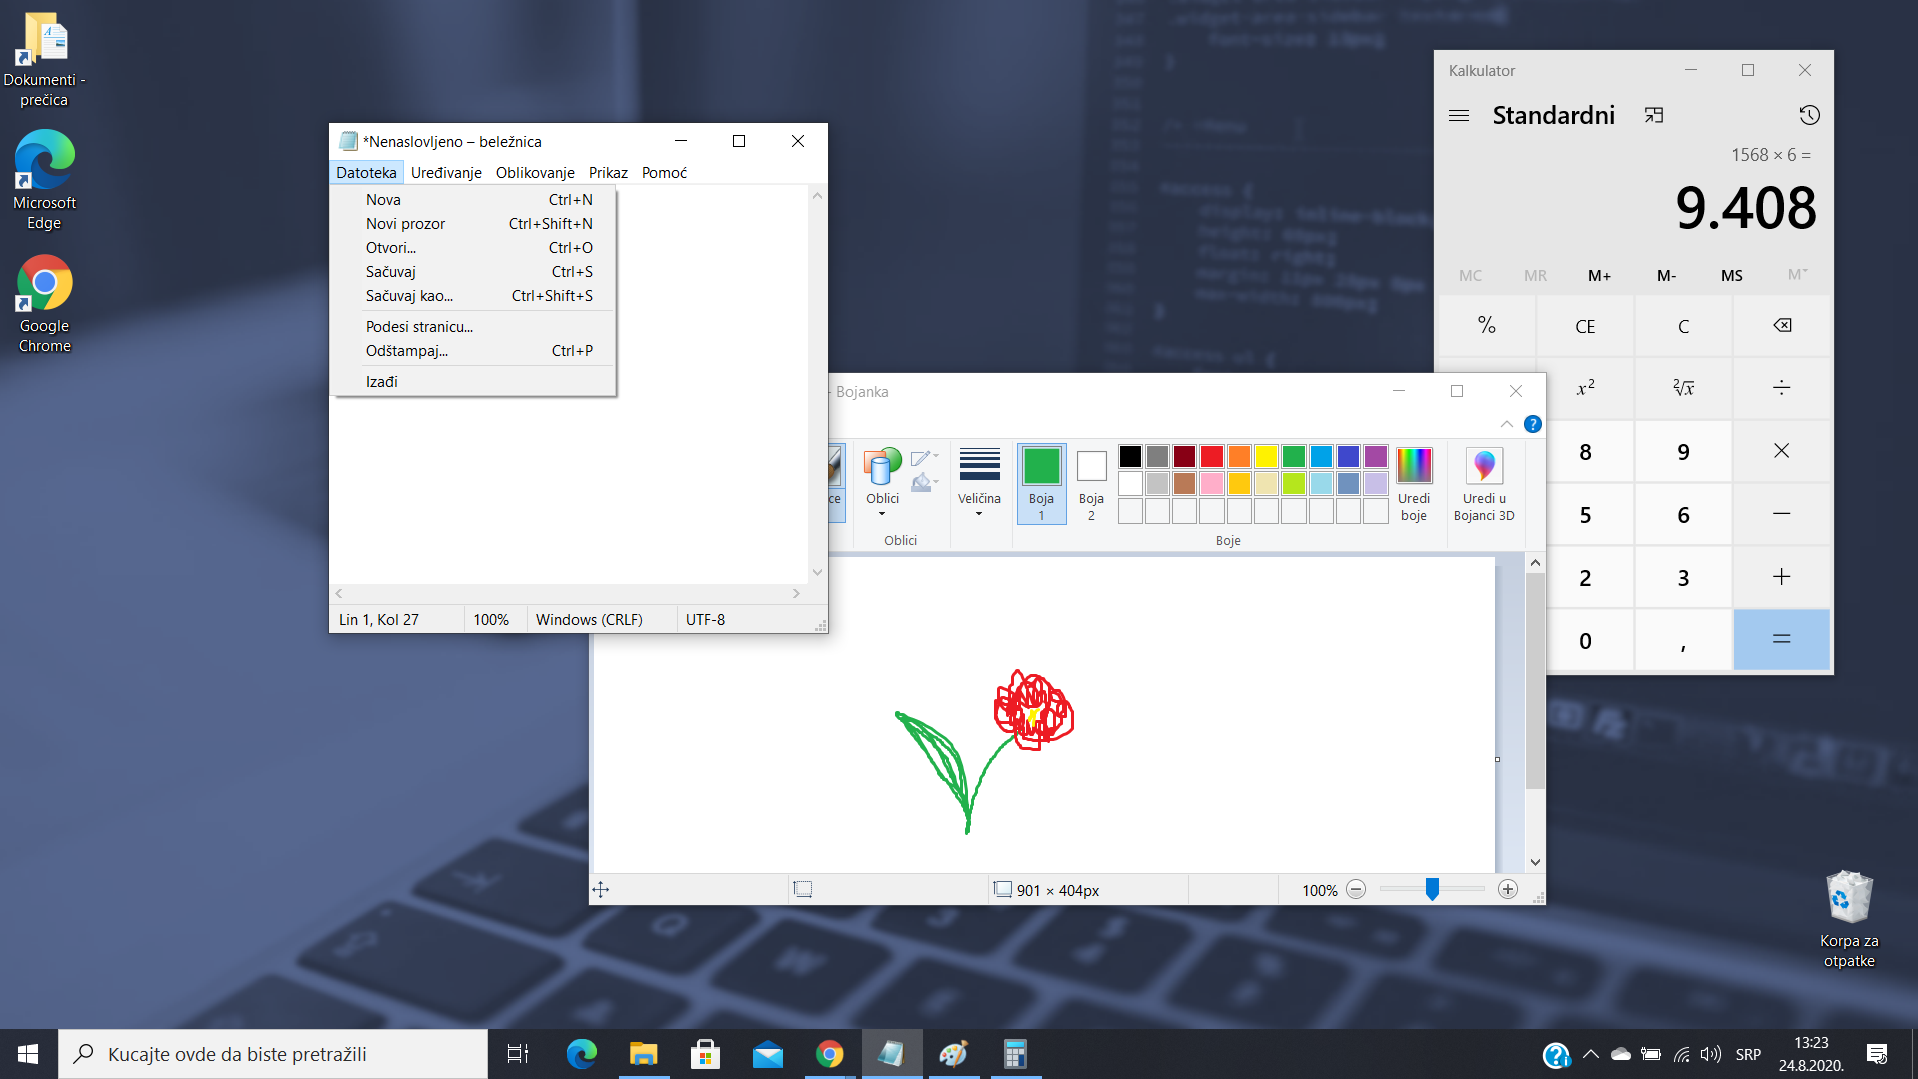 Dokumenti -
prečica
Microsoft
Edge
Google
Chrome
*Nenaslovljeno – beležnica
Datoteka Uređivanje Oblikovanje Prikaz Pomoć
Nova Ctrl+N
Novi prozor Ctrl+Shift+N
Otvori... Ctrl+O
Sačuvaj Ctrl+S
Sačuvaj kao... Ctrl+Shift+S
Podesi stranicu...
Odštampaj... Ctrl+P
Izađi
Lin 1, Kol 27 100% Windows (CRLF) UTF-8
- Bojanka
Oblici
Veličina
Boja
1
Boja
2
Uredi
boje
Uredi u
Bojanci 3D
Oblici
Boje
901 × 404px 100%
Kalkulator
Standardni
1568 × 6 =
9.408
MC MR M+ M- MS M
% CE C
x² ²√x ÷
8 9 ×
5 6 −
2 3 +
0 , =
Korpa za
otpatke
Kucajte ovde da biste pretražili
SRP
13:23
24.8.2020.